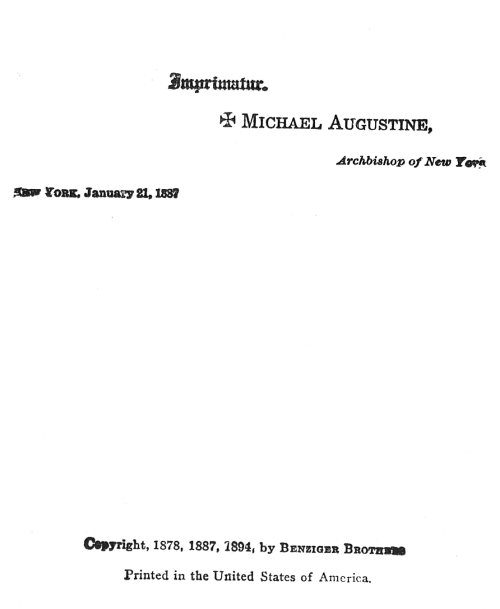 Imprimatur.
✠ MICHAEL AUGUSTINE,
Archbishop of New York
NEW YORK, January 21, 1887
Copyright, 1878, 1887, 1894, by BENZIGER BROTHERS
Printed in the United States of America.